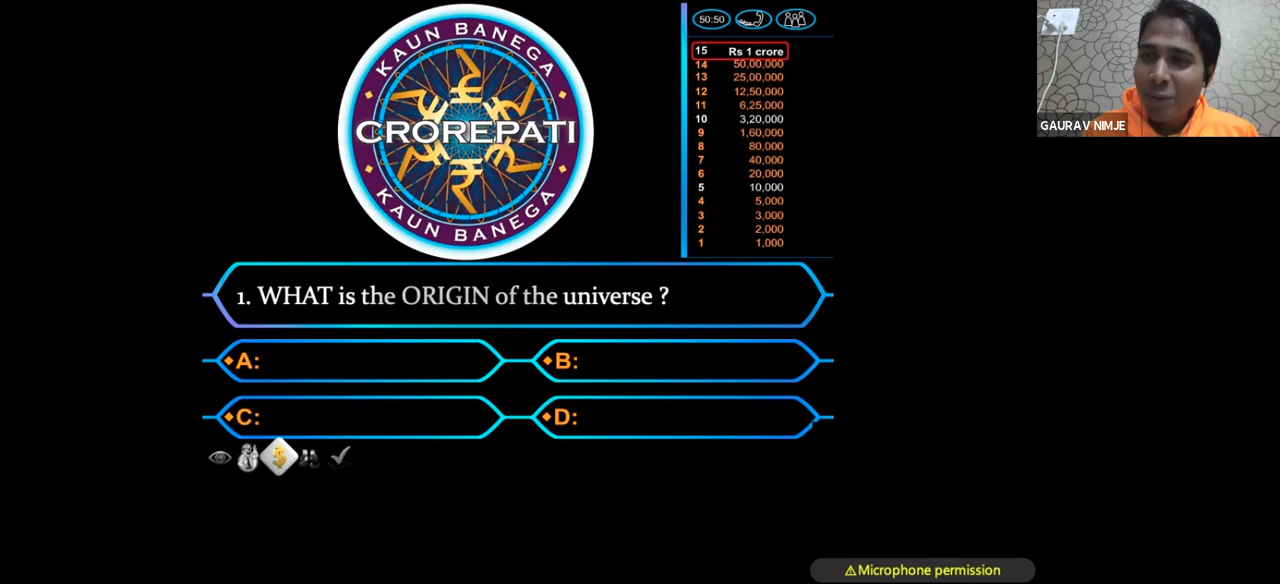 KAUN BANEGA
CROREPATI
KAUN BANEGA
50:50
15 Rs 1 crore
14 50,00,000
13 25,00,000
12 12,50,000
11 6,25,000
10 3,20,000
9 1,60,000
8 80,000
7 40,000
6 20,000
5 10,000
4 5,000
3 3,000
2 2,000
1 1,000
GAURAV NIMJE
1. WHAT is the ORIGIN of the universe ?
A:
B:
C:
D:
⚠Microphone permission